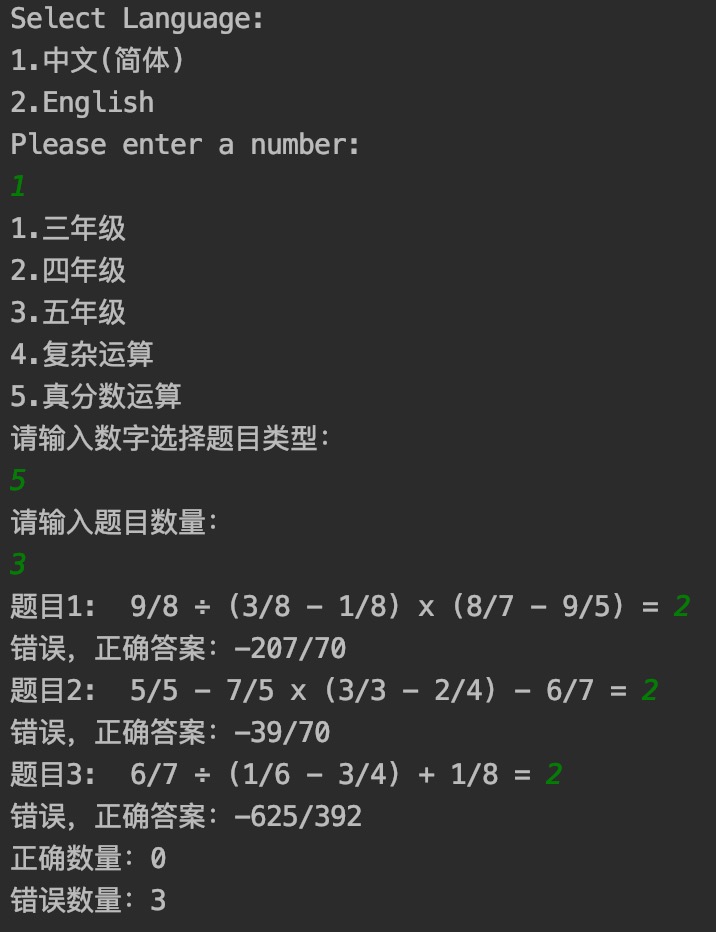 Select Language:
1.中文(简体)
2.English
Please enter a number:
1
1.三年级
2.四年级
3.五年级
4.复杂运算
5.真分数运算
请输入数字选择题目类型：
5
请输入题目数量：
3
题目1:  9/8 ÷ (3/8 - 1/8) x (8/7 - 9/5) = 2
错误，正确答案：-207/70
题目2:  5/5 - 7/5 x (3/3 - 2/4) - 6/7 = 2
错误，正确答案：-39/70
题目3:  6/7 ÷ (1/6 - 3/4) + 1/8 = 2
错误，正确答案：-625/392
正确数量：0
错误数量：3